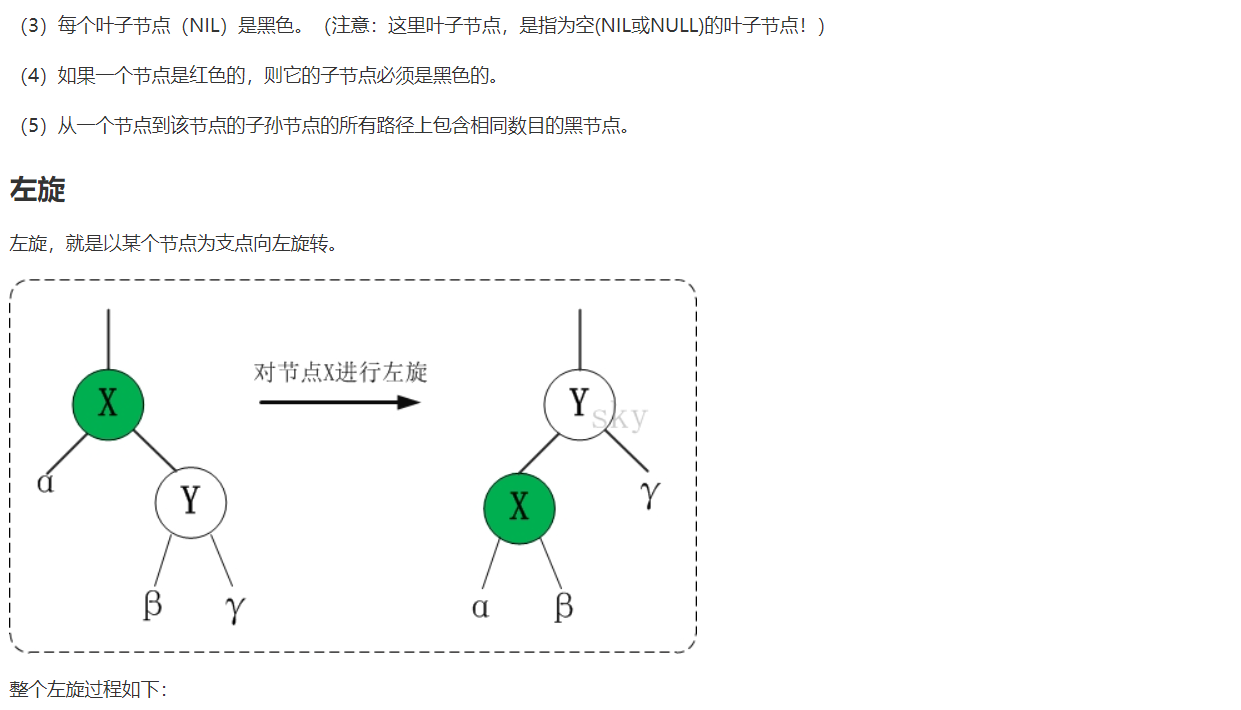 （3）每个叶子节点（NIL）是黑色。（注意：这里叶子节点，是指为空(NIL或NULL)的叶子节点！）
（4）如果一个节点是红色的，则它的子节点必须是黑色的。
（5）从一个节点到该节点的子孙节点的所有路径上包含相同数目的黑节点。
左旋
左旋，就是以某个节点为支点向左旋转。
对节点X进行左旋
X
Y
sky
α
Y
X
γ
β
γ
α
β
整个左旋过程如下：